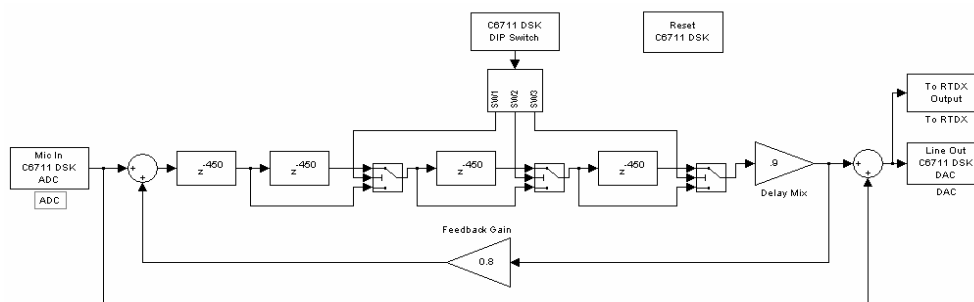 C6711 DSK
DIP Switch
Reset
C6711 DSK
SW1
SW2
SW3
To RTDX
Output
To RTDX
Mic In
C6711 DSK
ADC
ADC
+
+
z-450
z-450
z-450
z-450
.9
Delay Mix
+
+
Line Out
C6711 DSK
DAC
DAC
Feedback Gain
0.8